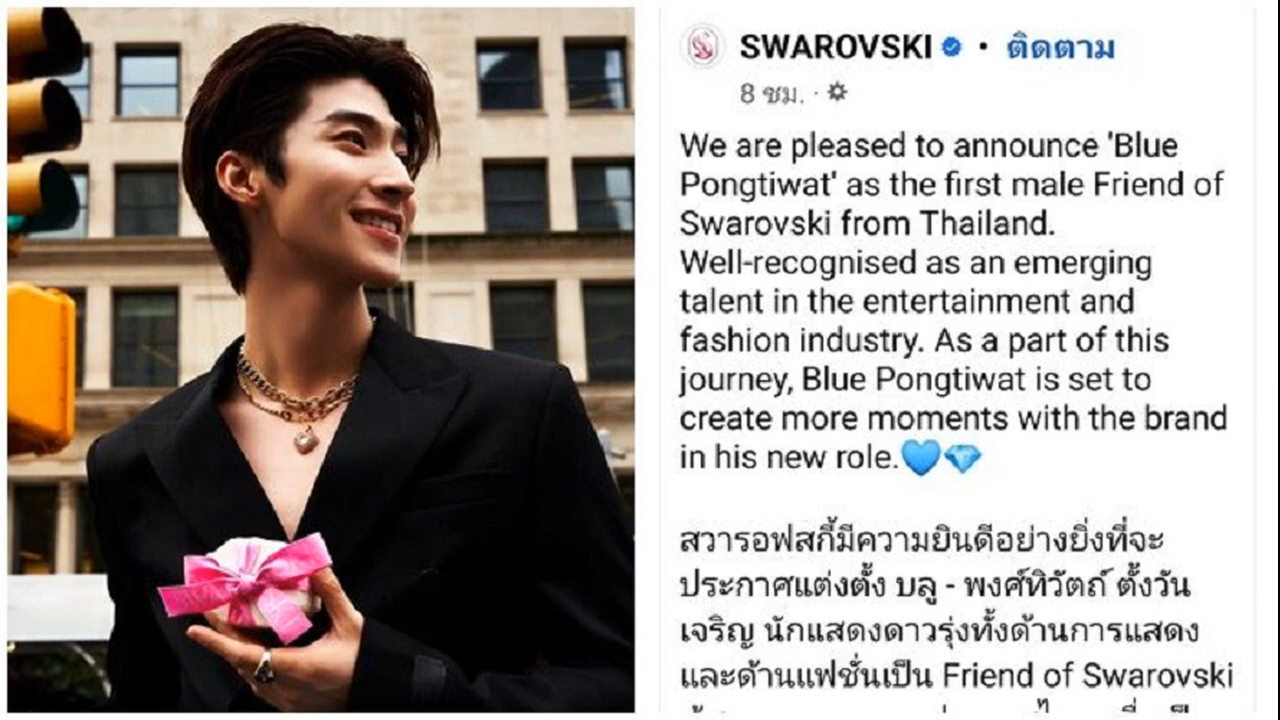 SWAROVSKI · ติดตาม
8 ชม. ·
We are pleased to announce 'Blue
Pongtiwat' as the first male Friend of
Swarovski from Thailand.
Well-recognised as an emerging
talent in the entertainment and
fashion industry. As a part of this
journey, Blue Pongtiwat is set to
create more moments with the brand
in his new role.💙💎
สวารอฟสกี้มีความยินดีอย่างยิ่งที่จะ
ประกาศแต่งตั้ง บลู - พงศ์ทิวัตถ์ ตั้งวัน
เจริญ นักแสดงดาวรุ่งทั้งด้านการแสดง
และด้านแฟชั่นเป็น Friend of Swarovski